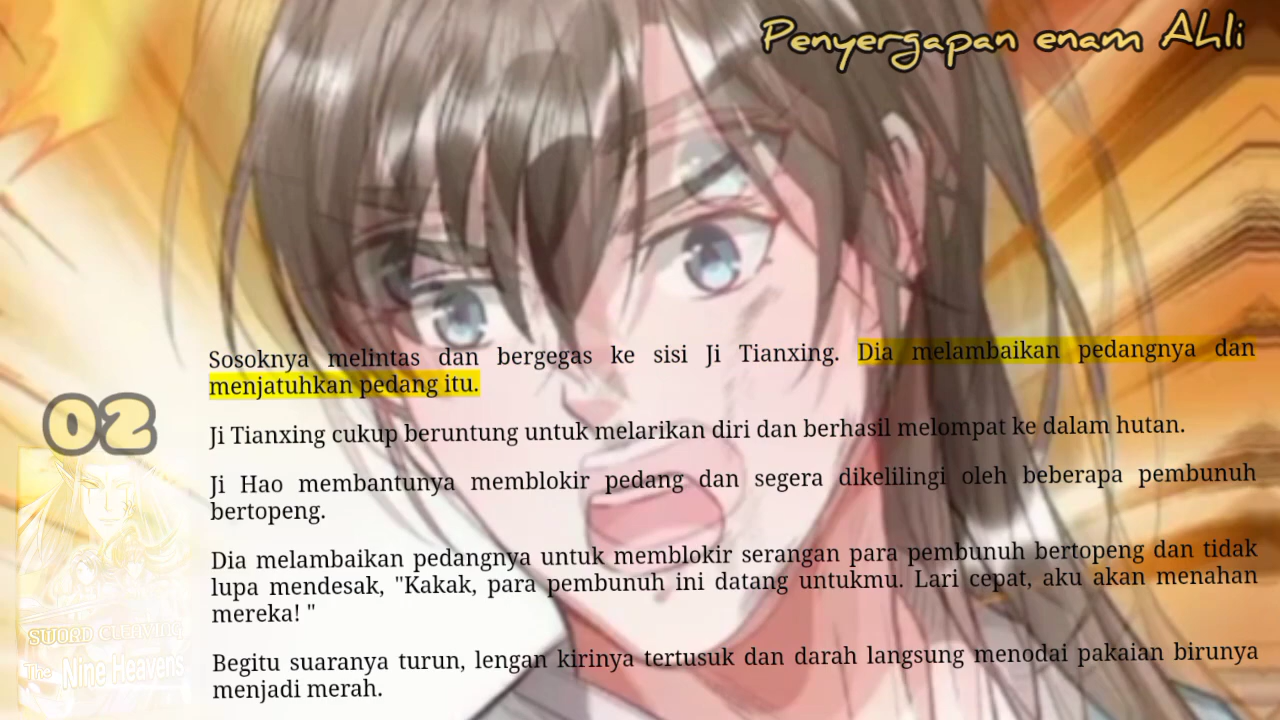 Penyergapan enam Ahli
Sosoknya melintas dan bergegas ke sisi Ji Tianxing. Dia melambaikan pedangnya dan
menjatuhkan pedang itu.
02
Ji Tianxing cukup beruntung untuk melarikan diri dan berhasil melompat ke dalam hutan.
Ji Hao membantunya memblokir pedang dan segera dikelilingi oleh beberapa pembunuh
bertopeng.
Dia melambaikan pedangnya untuk memblokir serangan para pembunuh bertopeng dan tidak
lupa mendesak, "Kakak, para pembunuh ini datang untukmu. Lari cepat, aku akan menahan
mereka! "
SWORD CLEAVING
The Nine Heavens
Begitu suaranya turun, lengan kirinya tertusuk dan darah langsung menodai pakaian birunya
menjadi merah.